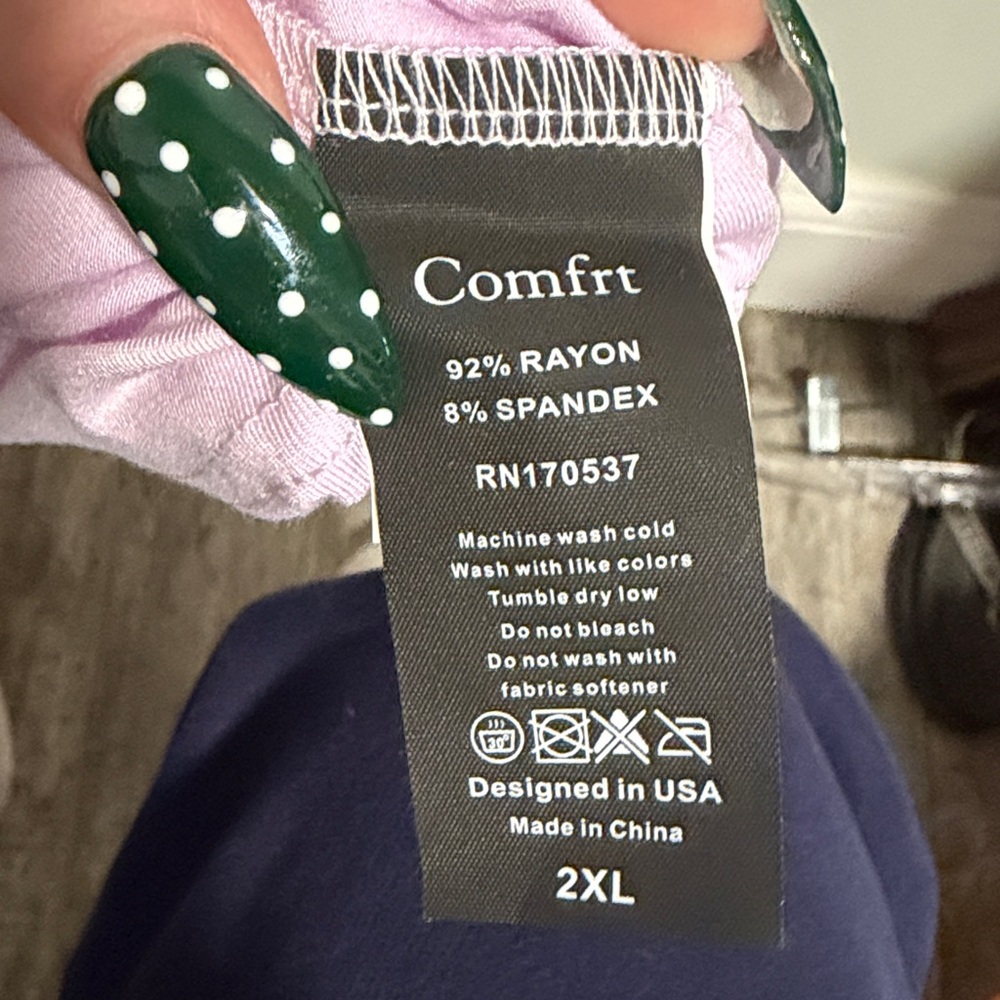 Comfrt
92% RAYON
8% SPANDEX
RN170537
Machine wash cold
Wash with like colors
Tumble dry low
Do not bleach
Do not wash with
fabric softener
30°
Designed in USA
Made in China
2XL